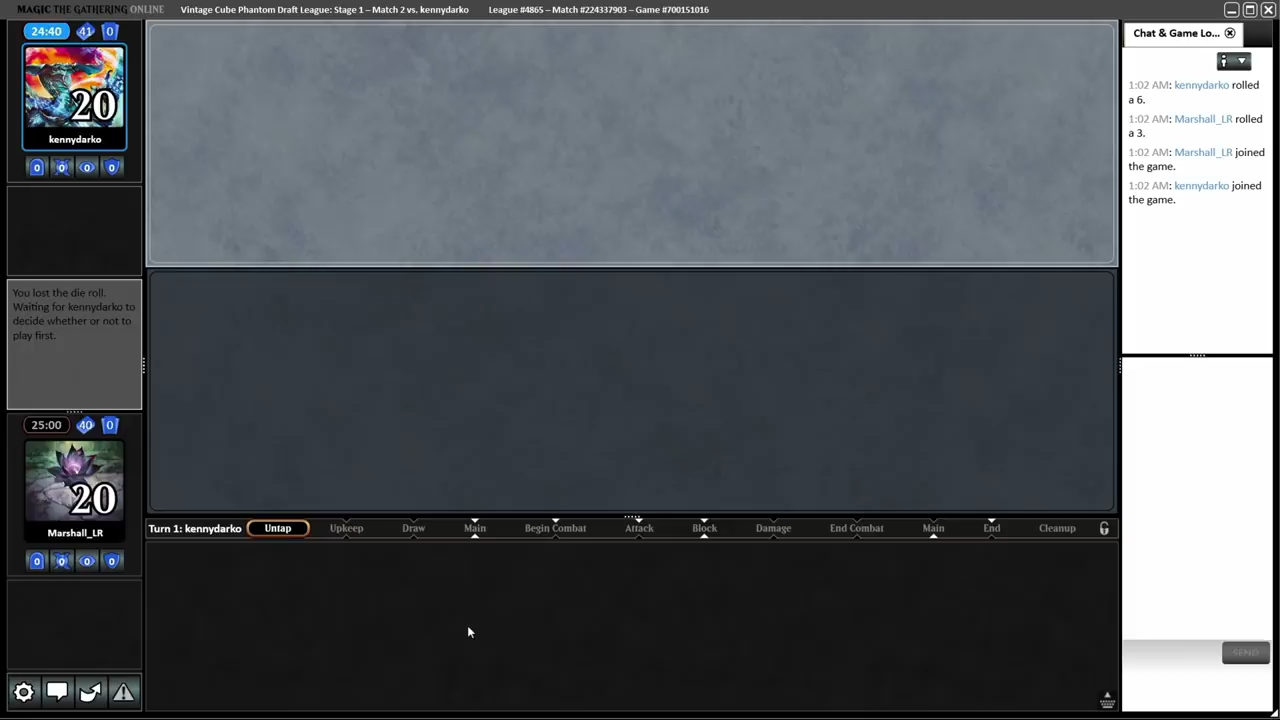 MAGIC THE GATHERING ONLINE
Vintage Cube Phantom Draft League: Stage 1 – Match 2 vs. kennydarko
League #4865 – Match #224337903 – Game #700151016
24:40
41
0
20
kennydarko
0
0
0
0
You lost the die roll.
Waiting for kennydarko to
decide whether or not to
play first.
25:00
40
0
20
Marshall_LR
0
0
0
0
Turn 1: kennydarko
Untap
Upkeep
Draw
Main
Begin Combat
Attack
Block
Damage
End Combat
Main
End
Cleanup
Chat & Game Lo...
1:02 AM: kennydarko rolled
a 6.
1:02 AM: Marshall_LR rolled
a 3.
1:02 AM: Marshall_LR joined
the game.
1:02 AM: kennydarko joined
the game.
SEND